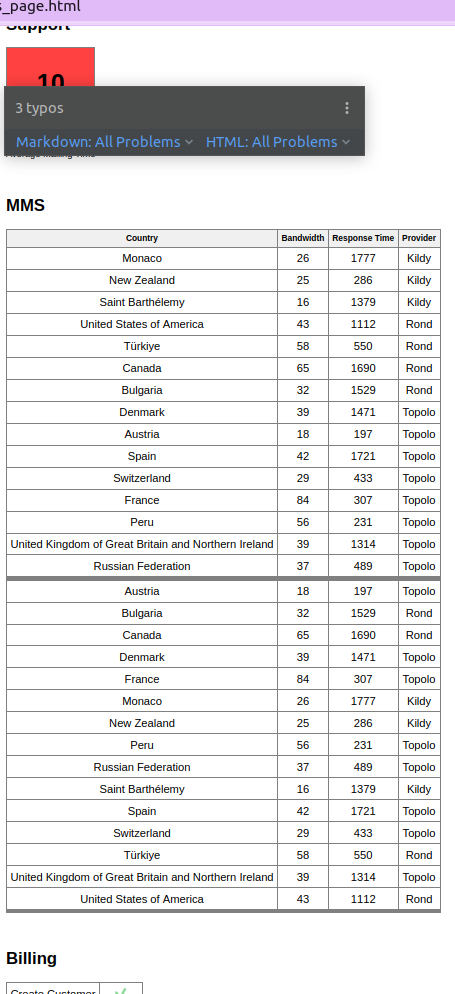 s_page.html
Support
10
3 typos
Markdown: All Problems HTML: All Problems
Average Mailing Time
MMS
Country Bandwidth Response Time Provider
Monaco 26 1777 Kildy
New Zealand 25 286 Kildy
Saint Barthélemy 16 1379 Kildy
United States of America 43 1112 Rond
Türkiye 58 550 Rond
Canada 65 1690 Rond
Bulgaria 32 1529 Rond
Denmark 39 1471 Topolo
Austria 18 197 Topolo
Spain 42 1721 Topolo
Switzerland 29 433 Topolo
France 84 307 Topolo
Peru 56 231 Topolo
United Kingdom of Great Britain and Northern Ireland 39 1314 Topolo
Russian Federation 37 489 Topolo
Austria 18 197 Topolo
Bulgaria 32 1529 Rond
Canada 65 1690 Rond
Denmark 39 1471 Topolo
France 84 307 Topolo
Monaco 26 1777 Kildy
New Zealand 25 286 Kildy
Peru 56 231 Topolo
Russian Federation 37 489 Topolo
Saint Barthélemy 16 1379 Kildy
Spain 42 1721 Topolo
Switzerland 29 433 Topolo
Türkiye 58 550 Rond
United Kingdom of Great Britain and Northern Ireland 39 1314 Topolo
United States of America 43 1112 Rond
Billing
Create Customer